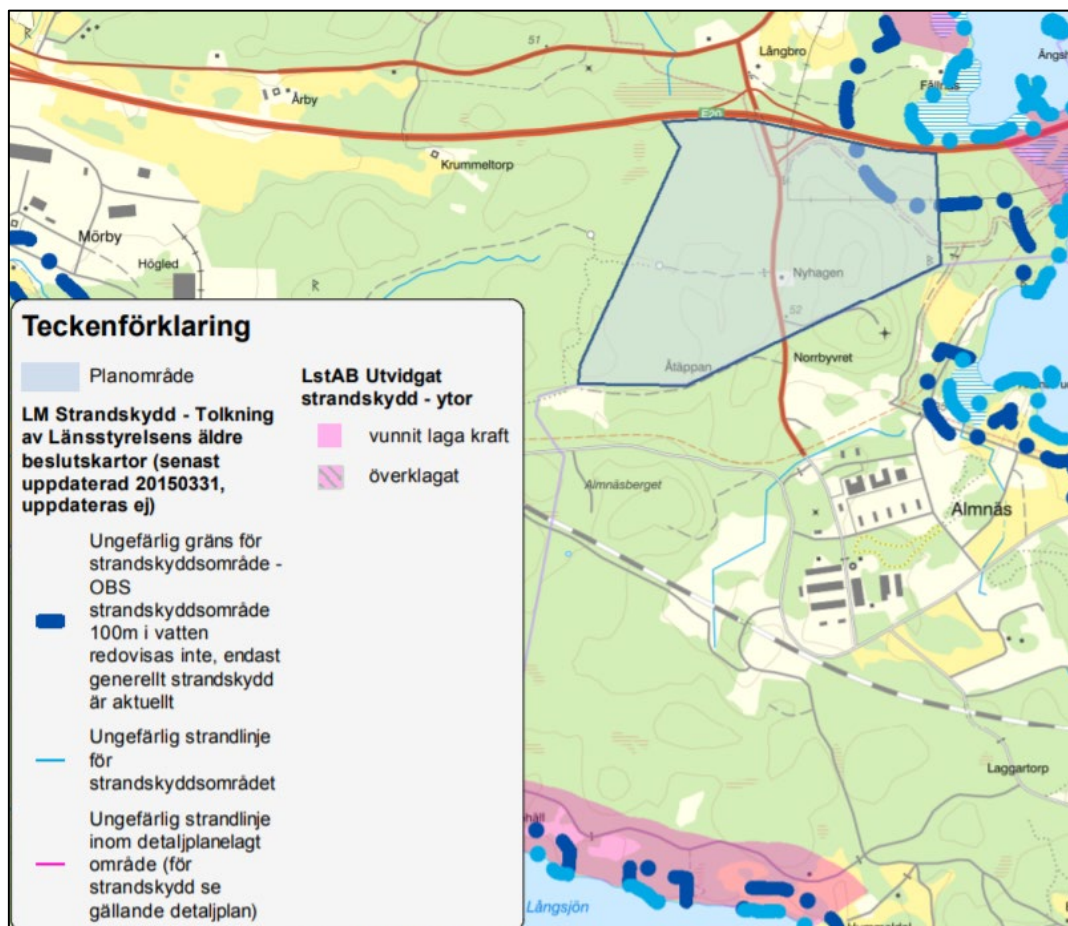 51
Långbro
Ängsh
Fällnäs
Årby
E20
Krummeltorp
Mörby
Högled
Nyhagen
52
Norrbyvret
Åtäppan
Almnäsberget
Almnäs
Laggartorp
Långsjön
Teckenförklaring
Planområde
LM Strandskydd - Tolkning
av Länsstyrelsens äldre
beslutskartor (senast
uppdaterad 20150331,
uppdateras ej)
Ungefärlig gräns för
strandskyddsområde -
OBS
strandskyddsområde
100m i vatten
redovisas inte, endast
generellt strandskydd
är aktuellt
Ungefärlig strandlinje
för
strandskyddsområdet
Ungefärlig strandlinje
inom detaljplanelagt
område (för
strandskydd se
gällande detaljplan)
LstAB Utvidgat
strandskydd - ytor
vunnit laga kraft
överklagat